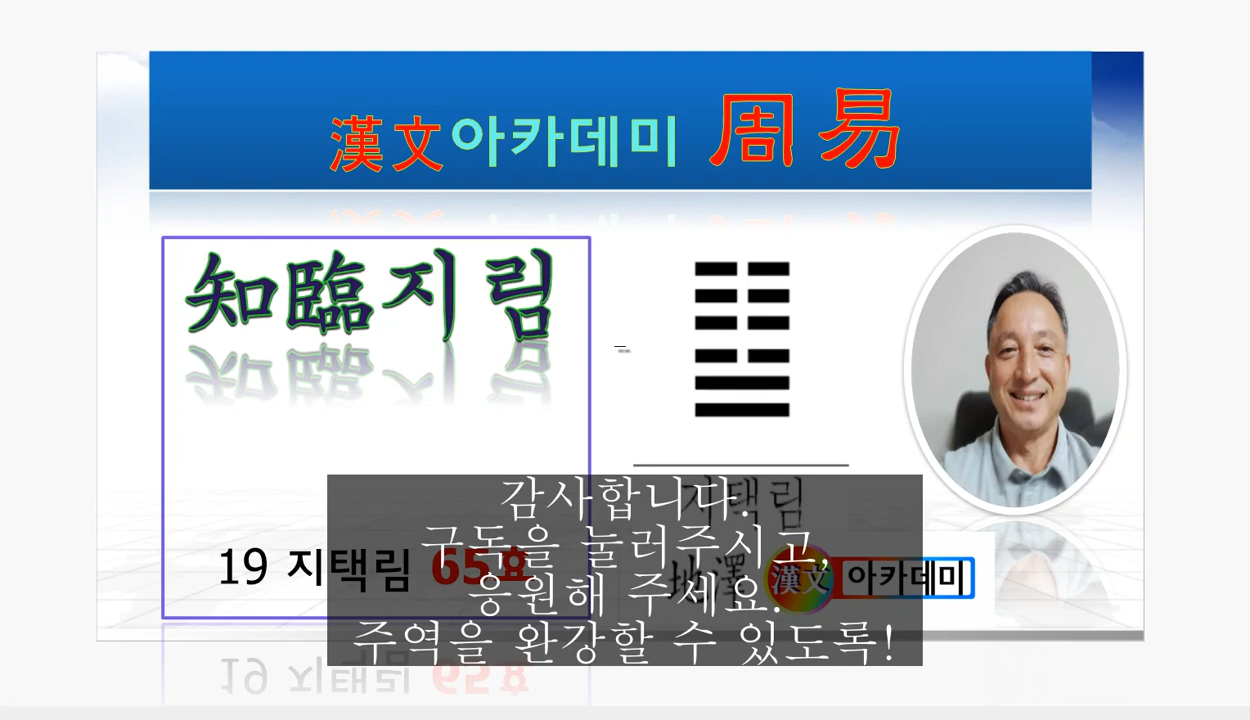 漢文아카데미 周易
知臨지림
지택림
地澤
漢文 아카데미
19 지택림 65효
감사합니다.
구독을 눌러주시고,
응원해 주세요.
주역을 완강할 수 있도록!